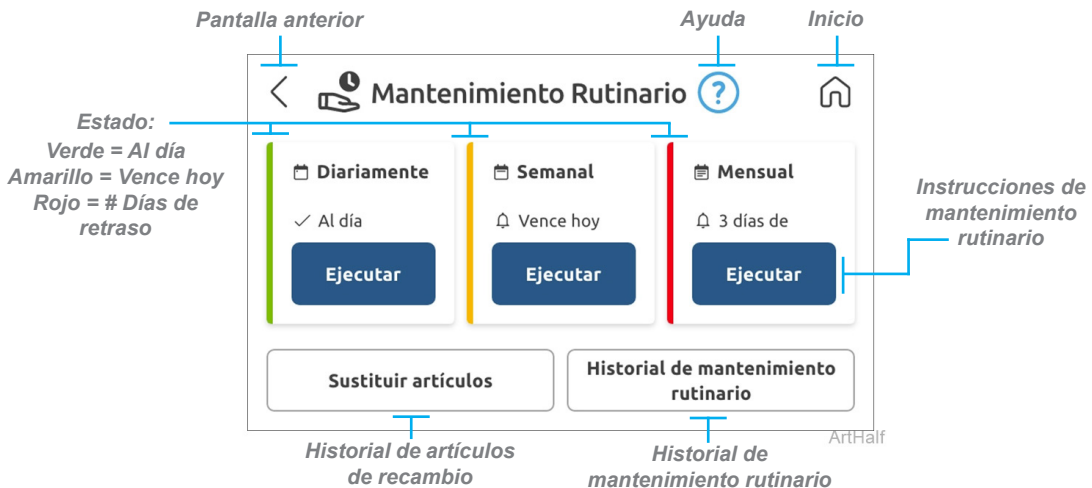 Pantalla anterior
Ayuda
Inicio
Mantenimiento Rutinario ?
Estado:
Verde = Al día
Amarillo = Vence hoy
Rojo = # Días de
retraso
Diariamente
Al día
Ejecutar
Semanal
Vence hoy
Ejecutar
Mensual
3 días de
Ejecutar
Instrucciones de
mantenimiento
rutinario
Sustituir artículos
Historial de mantenimiento
rutinario
ArtHalf
Historial de artículos
de recambio
Historial de
mantenimiento rutinario